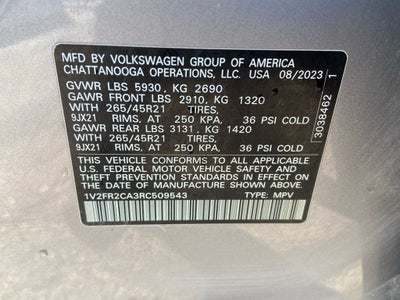 MFD BY VOLKSWAGEN GROUP OF AMERICA
CHATTANOOGA OPERATIONS, LLC. USA 08/2023
GVWR LBS 5930, KG 2690
GAWR FRONT LBS 2910, KG 1320
WITH 265/45R21 TIRES,
9JX21 RIMS, AT 250 KPA, 36 PSI COLD
GAWR REAR LBS 3131, KG 1420
WITH 265/45R21 TIRES,
9JX21 RIMS, AT 250 KPA, 36 PSI COLD
THIS VEHICLE CONFORMS TO ALL APPLICABLE
U.S. FEDERAL MOTOR VEHICLE SAFETY
STANDARDS IN EFFECT ON THE
DATE OF MANUFACTURE SHOWN ABOVE.
1V2FR2CA3RC509543 TYPE: MPV
3038462 1